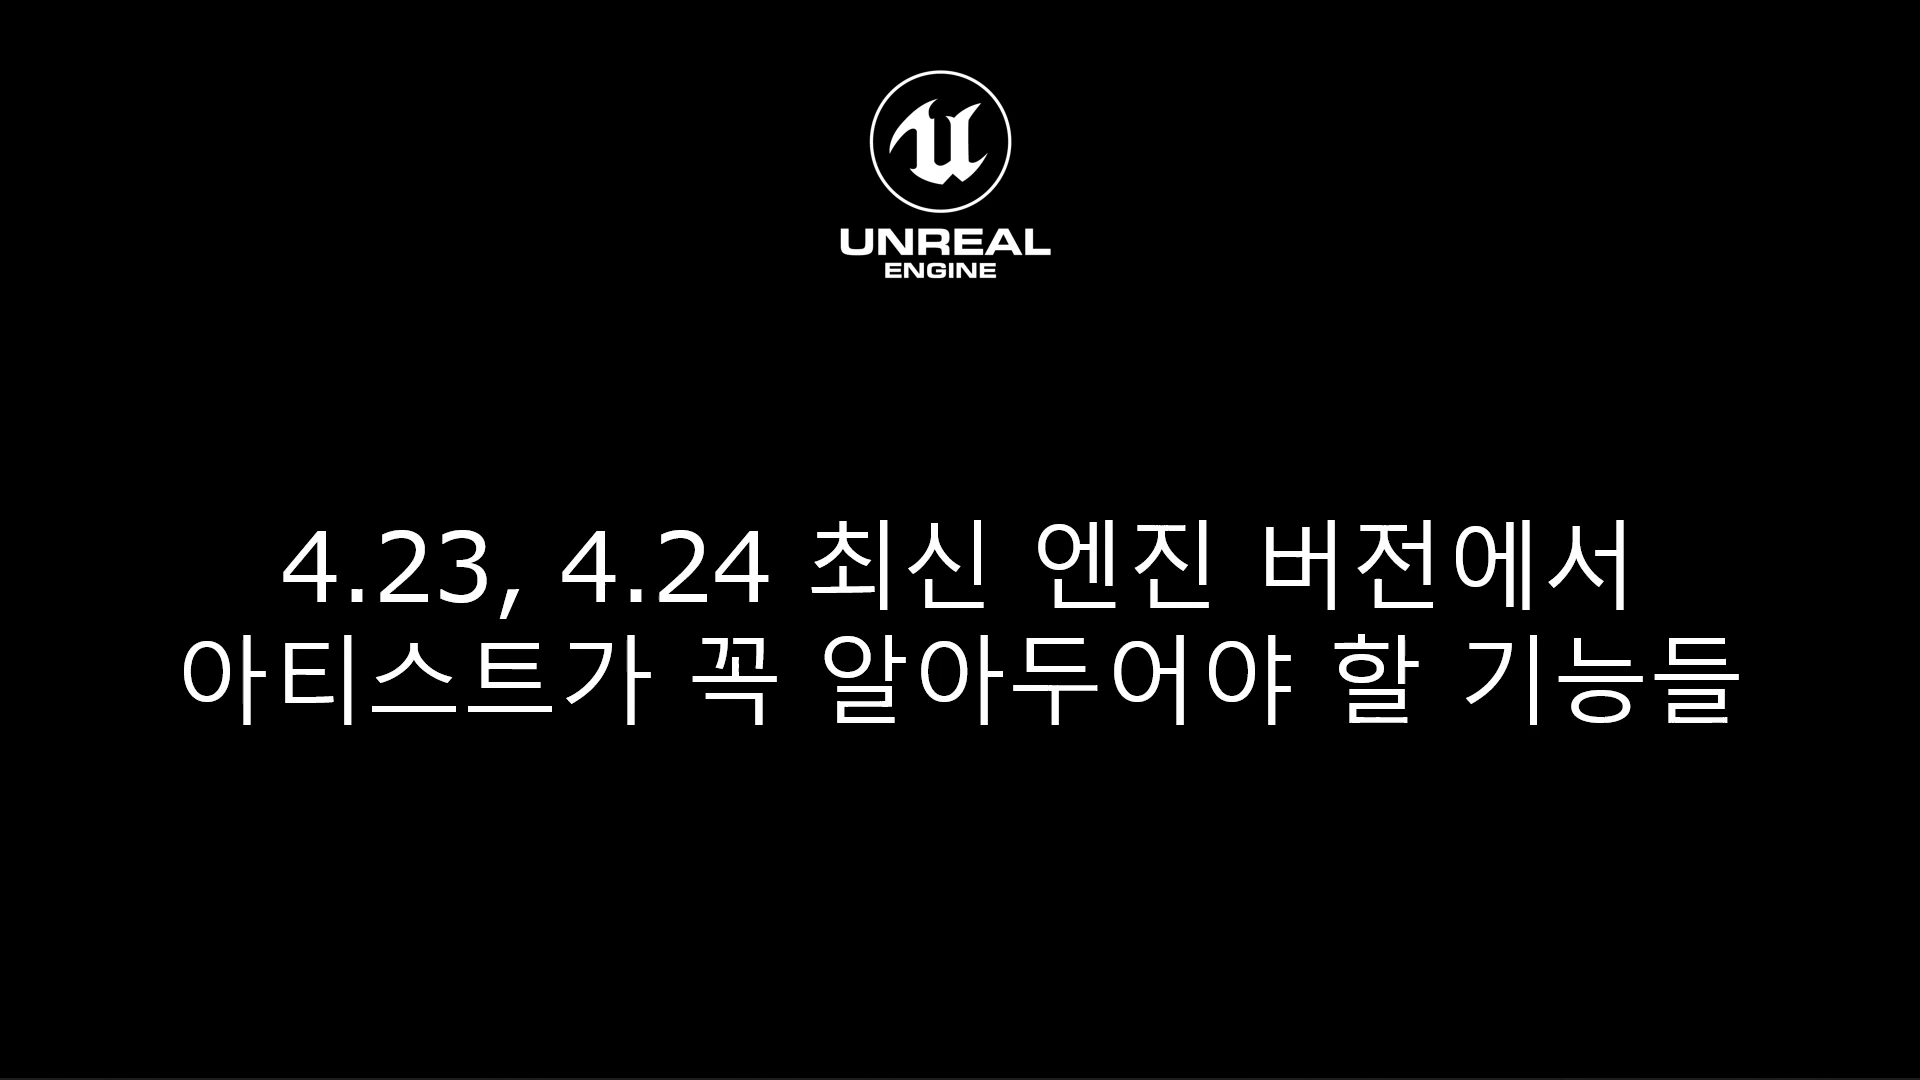 UNREAL
ENGINE
4.23, 4.24 최신 엔진 버전에서
아티스트가 꼭 알아두어야 할 기능들